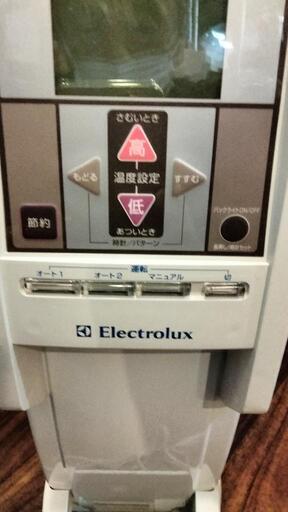 さむいとき
高
もどる
温度設定
すすむ
低
あついとき
時計/パターン
節約
バックライトON/OFF
運転
オート1
オート2
マニュアル
切
Electrolux